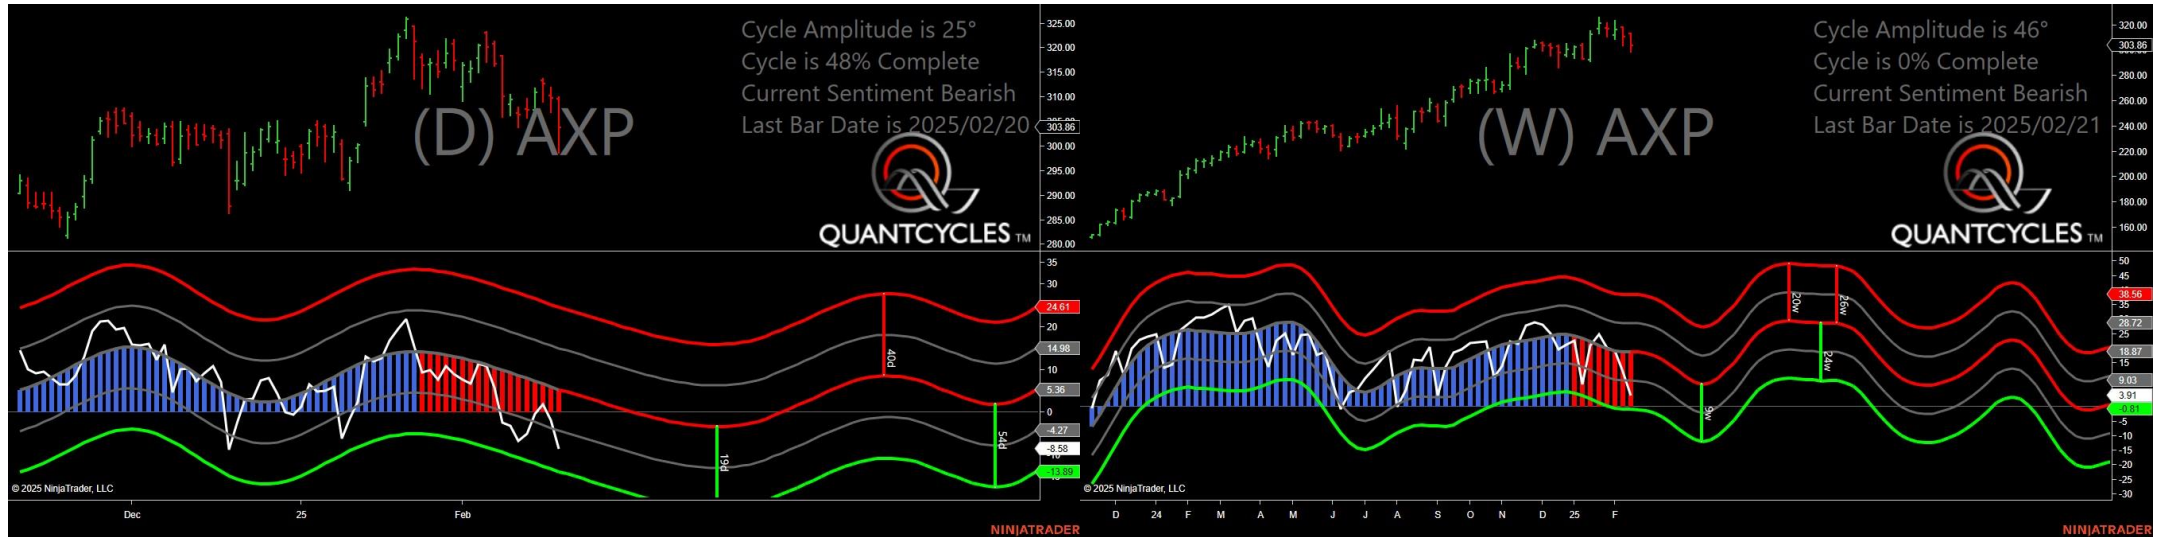 Cycle Amplitude is 25°
Cycle is 48% Complete
Current Sentiment Bearish
Last Bar Date is 2025/02/20
(D) AXP
QUANTCYCLES TM
325.00
320.00
315.00
310.00
303.86
300.00
295.00
290.00
285.00
280.00
35
30
24.61
20
14.98
10
5.36
0
-4.27
-8.58
-13.89
19d
40d
54d
© 2025 NinjaTrader, LLC
Dec
25
Feb
NINJATRADER
Cycle Amplitude is 46°
Cycle is 0% Complete
Current Sentiment Bearish
Last Bar Date is 2025/02/21
(W) AXP
QUANTCYCLES TM
320.00
303.86
280.00
260.00
240.00
220.00
200.00
180.00
160.00
50
45
38.56
35
28.72
25
18.87
15
9.03
3.91
-0.81
-5
-10
-15
-20
-25
-30
9w
20w
24w
26w
© 2025 NinjaTrader, LLC
D 24 F M A M J J A S O N D 25 F
NINJATRADER